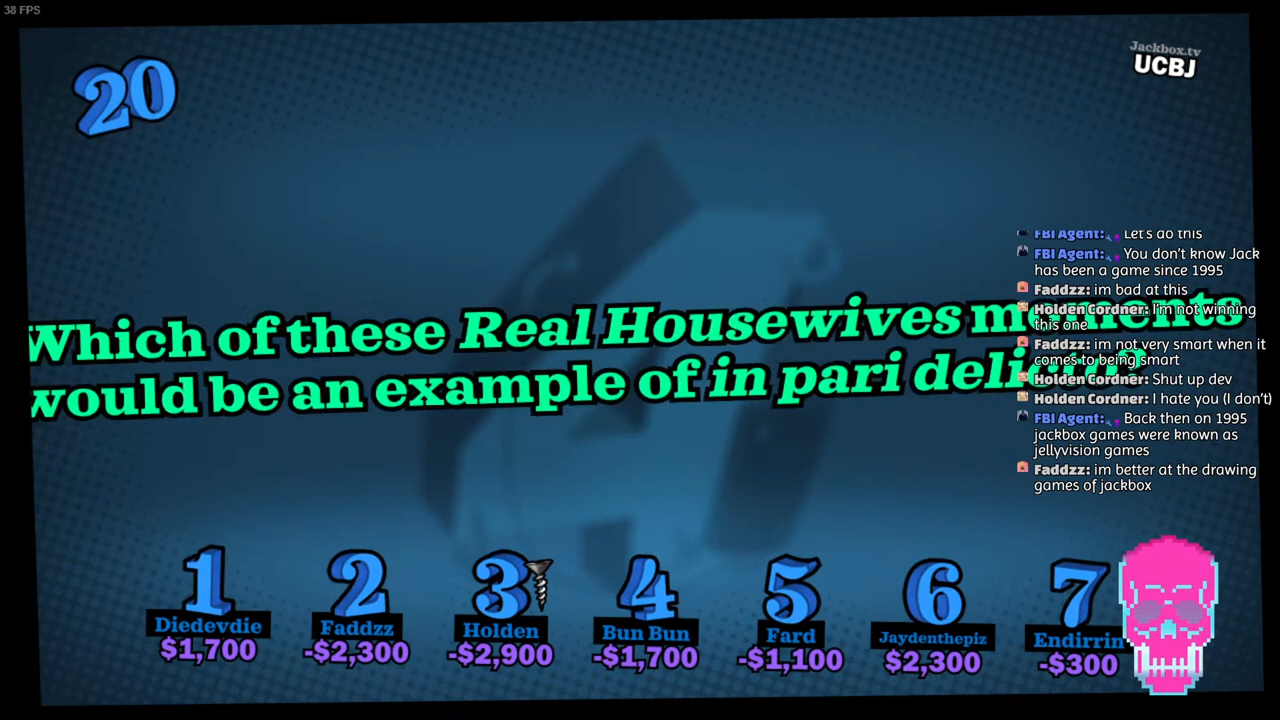 38 FPS
20
Jackbox.tv
UCBJ
Which of these Real Housewives moments
would be an example of in pari delicto?
FBI Agent: Let's do this
FBI Agent: You don't know Jack
has been a game since 1995
Faddzz: im bad at this
Holden Cordner: I'm not winning
this one
Faddzz: im not very smart when it
comes to being smart
Holden Cordner: Shut up dev
Holden Cordner: I hate you (I don't)
FBI Agent: Back then on 1995
jackbox games were known as
jellyvision games
Faddzz: im better at the drawing
games of jackbox
1 2 3 4 5 6 7
Diedevdie Faddzz Holden Bun Bun Fard Jaydenthepiz Endirrin
$1,700 -$2,300 -$2,900 -$1,700 -$1,100 $2,300 -$300